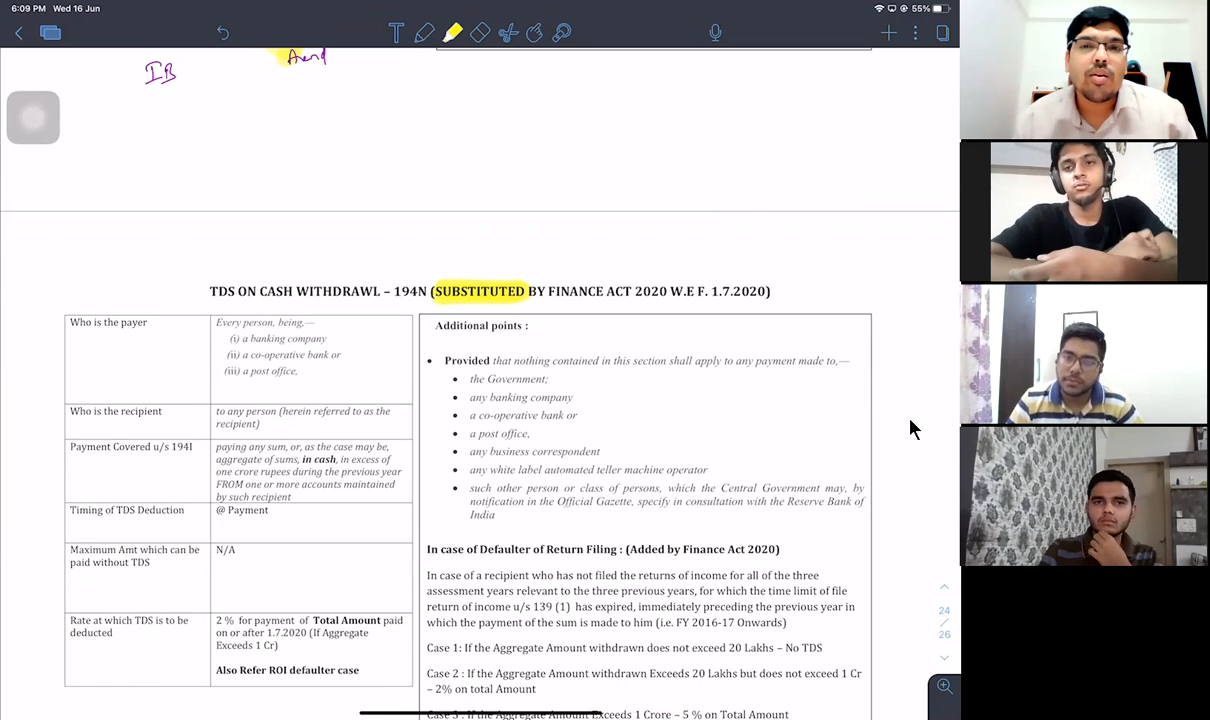 6:09 PM Wed 16 Jun
55%
T
IB
Amd
TDS ON CASH WITHDRAWL – 194N (SUBSTITUTED BY FINANCE ACT 2020 W.E F. 1.7.2020)
Who is the payer
Every person, being,—
(i) a banking company
(ii) a co-operative bank or
(iii) a post office,
Who is the recipient
to any person (herein referred to as the
recipient)
Payment Covered u/s 194I
paying any sum, or, as the case may be,
aggregate of sums, in cash, in excess of
one crore rupees during the previous year
FROM one or more accounts maintained
by such recipient
Timing of TDS Deduction
@ Payment
Maximum Amt which can be
paid without TDS
N/A
Rate at which TDS is to be
deducted
2 % for payment of Total Amount paid
on or after 1.7.2020 (If Aggregate
Exceeds 1 Cr)
Also Refer ROI defaulter case
Additional points :
• Provided that nothing contained in this section shall apply to any payment made to,—
• the Government;
• any banking company
• a co-operative bank or
• a post office,
• any business correspondent
• any white label automated teller machine operator
• such other person or class of persons, which the Central Government may, by
notification in the Official Gazette, specify in consultation with the Reserve Bank of
India
In case of Defaulter of Return Filing : (Added by Finance Act 2020)
In case of a recipient who has not filed the returns of income for all of the three
assessment years relevant to the three previous years, for which the time limit of file
return of income u/s 139 (1) has expired, immediately preceding the previous year in
which the payment of the sum is made to him (i.e. FY 2016-17 Onwards)
Case 1: If the Aggregate Amount withdrawn does not exceed 20 Lakhs – No TDS
Case 2 : If the Aggregate Amount withdrawn Exceeds 20 Lakhs but does not exceed 1 Cr
– 2% on total Amount
Case 3 : If the Aggregate Amount Exceeds 1 Crore – 5 % on Total Amount
24
/
26